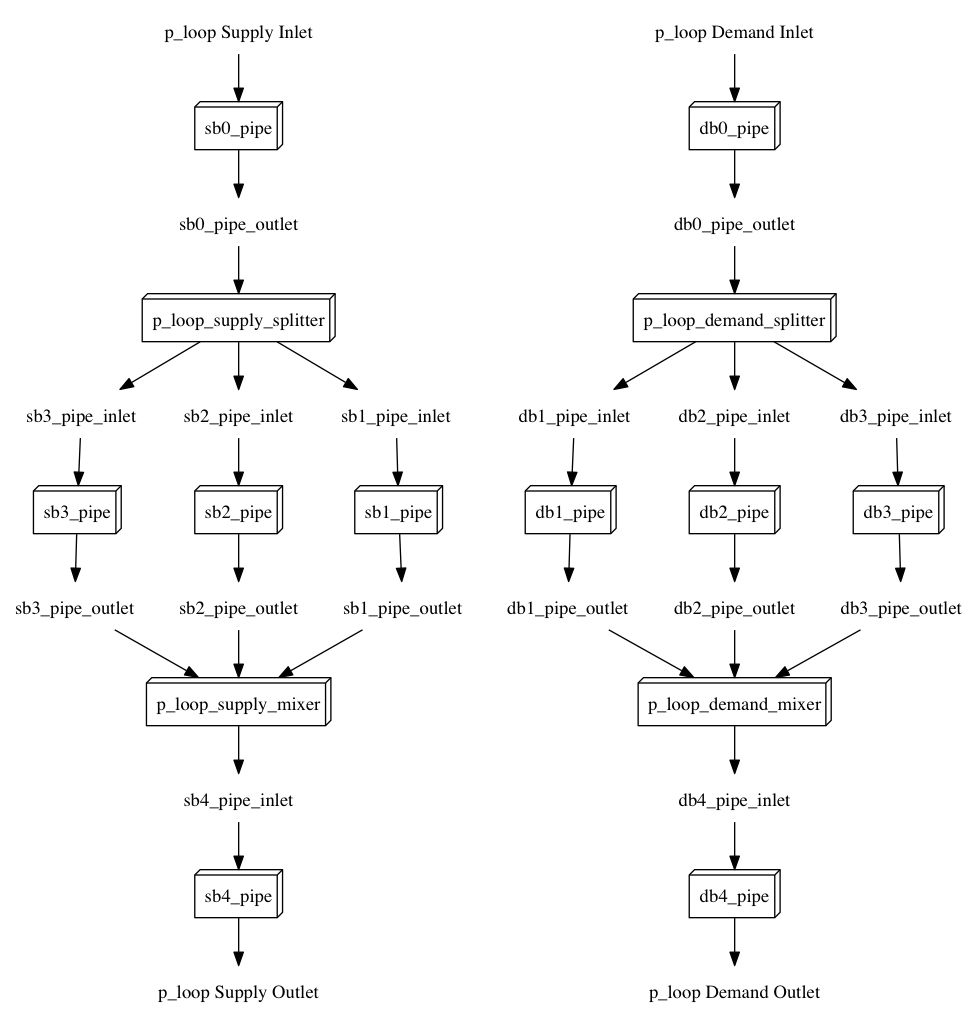 p_loop Supply Inlet
p_loop Demand Inlet
sb0_pipe
db0_pipe
sb0_pipe_outlet
db0_pipe_outlet
p_loop_supply_splitter
p_loop_demand_splitter
sb3_pipe_inlet
sb2_pipe_inlet
sb1_pipe_inlet
db1_pipe_inlet
db2_pipe_inlet
db3_pipe_inlet
sb3_pipe
sb2_pipe
sb1_pipe
db1_pipe
db2_pipe
db3_pipe
sb3_pipe_outlet
sb2_pipe_outlet
sb1_pipe_outlet
db1_pipe_outlet
db2_pipe_outlet
db3_pipe_outlet
p_loop_supply_mixer
p_loop_demand_mixer
sb4_pipe_inlet
db4_pipe_inlet
sb4_pipe
db4_pipe
p_loop Supply Outlet
p_loop Demand Outlet